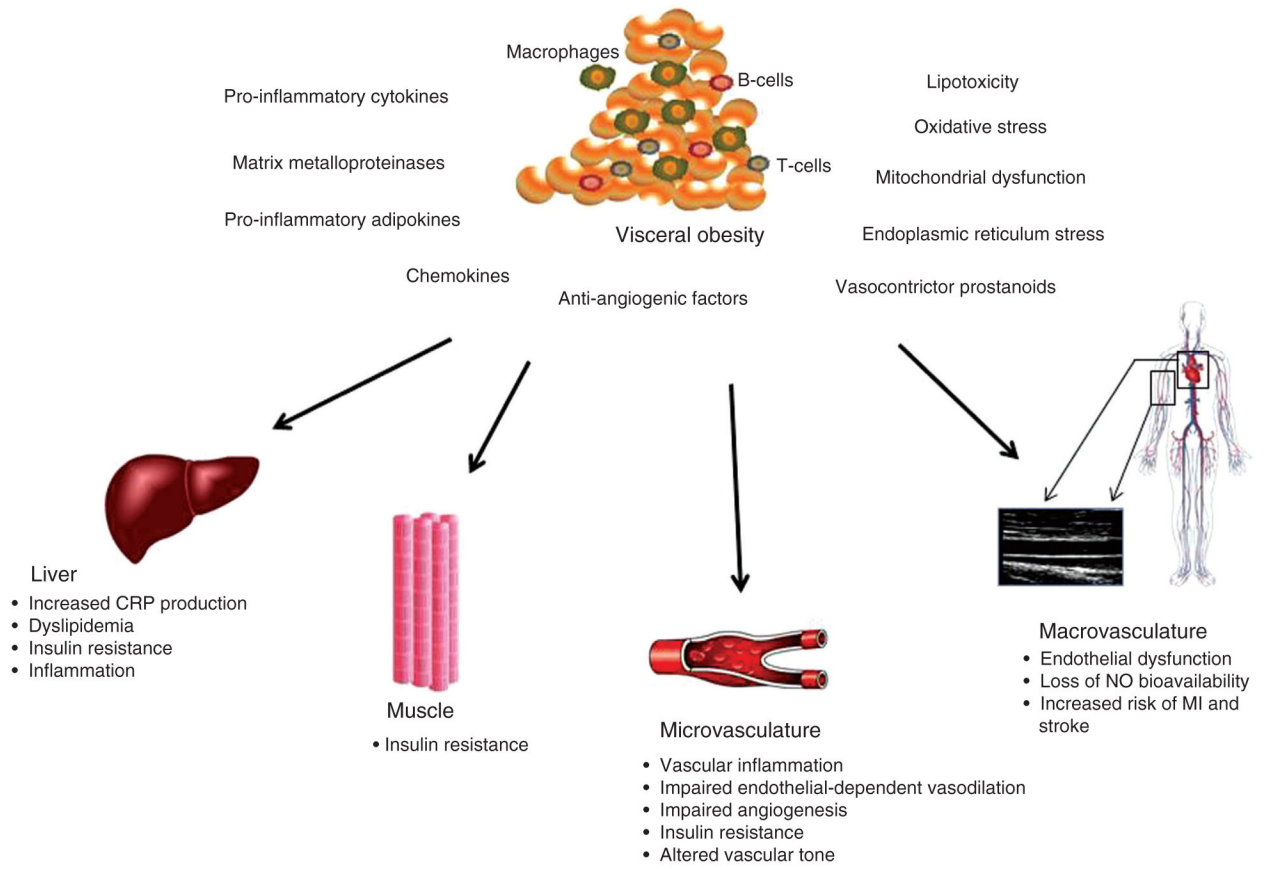 Macrophages
B-cells
T-cells
Pro-inflammatory cytokines
Matrix metalloproteinases
Pro-inflammatory adipokines
Chemokines
Visceral obesity
Anti-angiogenic factors
Lipotoxicity
Oxidative stress
Mitochondrial dysfunction
Endoplasmic reticulum stress
Vasocontrictor prostanoids
Liver
• Increased CRP production
• Dyslipidemia
• Insulin resistance
• Inflammation
Muscle
• Insulin resistance
Microvasculature
• Vascular inflammation
• Impaired endothelial-dependent vasodilation
• Impaired angiogenesis
• Insulin resistance
• Altered vascular tone
Macrovasculature
• Endothelial dysfunction
• Loss of NO bioavailability
• Increased risk of MI and
stroke